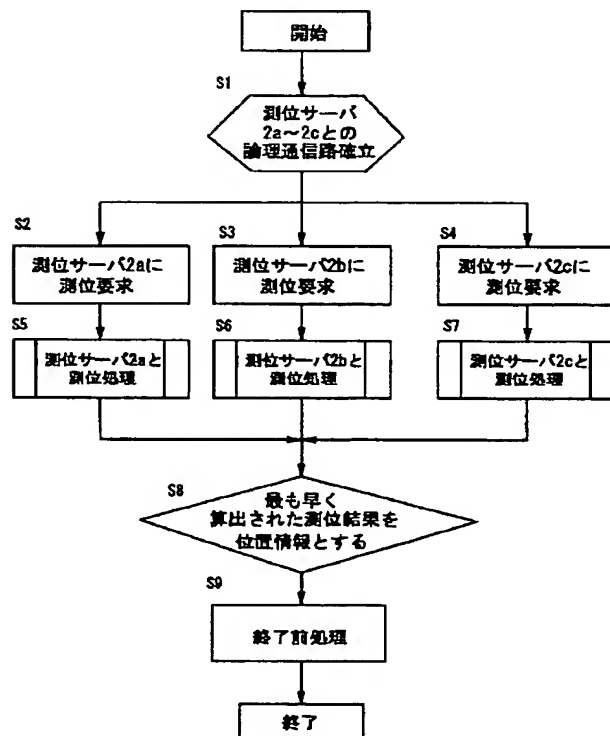 開始
S1
測位サーバ
2a～2cとの
論理通信路確立
S2
測位サーバ2aに
測位要求
S3
測位サーバ2bに
測位要求
S4
測位サーバ2cに
測位要求
S5
測位サーバ2aと
測位処理
S6
測位サーバ2bと
測位処理
S7
測位サーバ2cと
測位処理
S8
最も早く
算出された測位結果を
位置情報とする
S9
終了前処理
終了